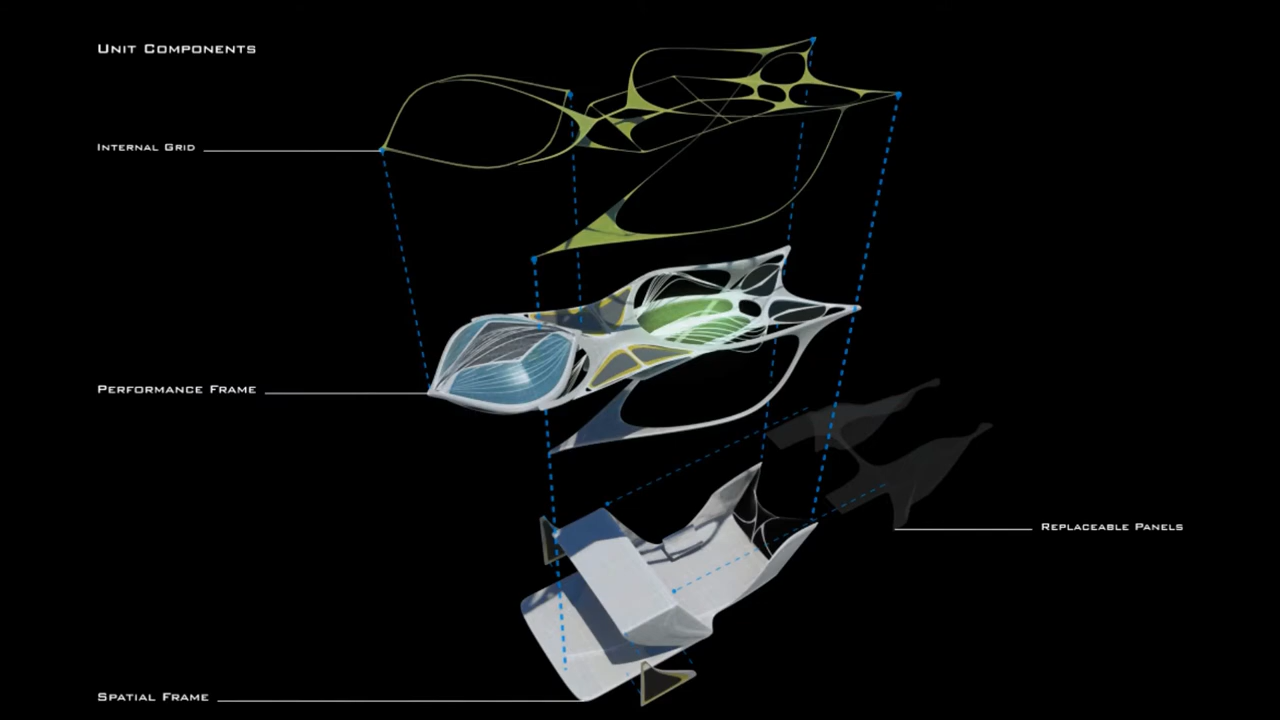 Unit Components
Internal Grid
Performance Frame
Replaceable Panels
Spatial Frame